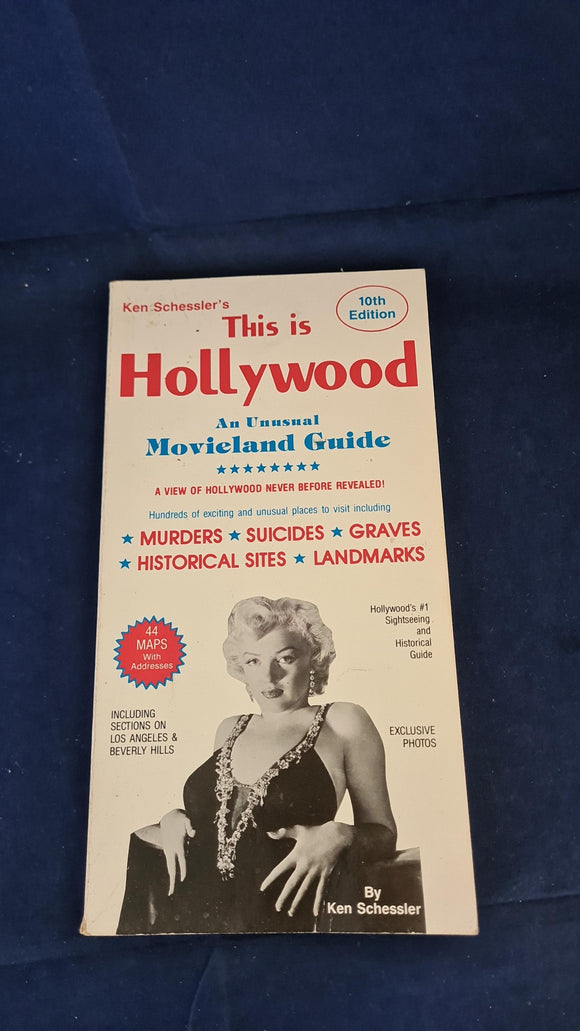 Ken Schessler's
10th
Edition
This is
Hollywood
An Unusual
Movieland Guide
★★★★★★★★
A VIEW OF HOLLYWOOD NEVER BEFORE REVEALED!
Hundreds of exciting and unusual places to visit including
★ MURDERS ★ SUICIDES ★ GRAVES
★ HISTORICAL SITES ★ LANDMARKS
44
MAPS
With
Addresses
Hollywood's #1
Sightseeing
and
Historical
Guide
INCLUDING
SECTIONS ON
LOS ANGELES &
BEVERLY HILLS
EXCLUSIVE
PHOTOS
By
Ken Schessler